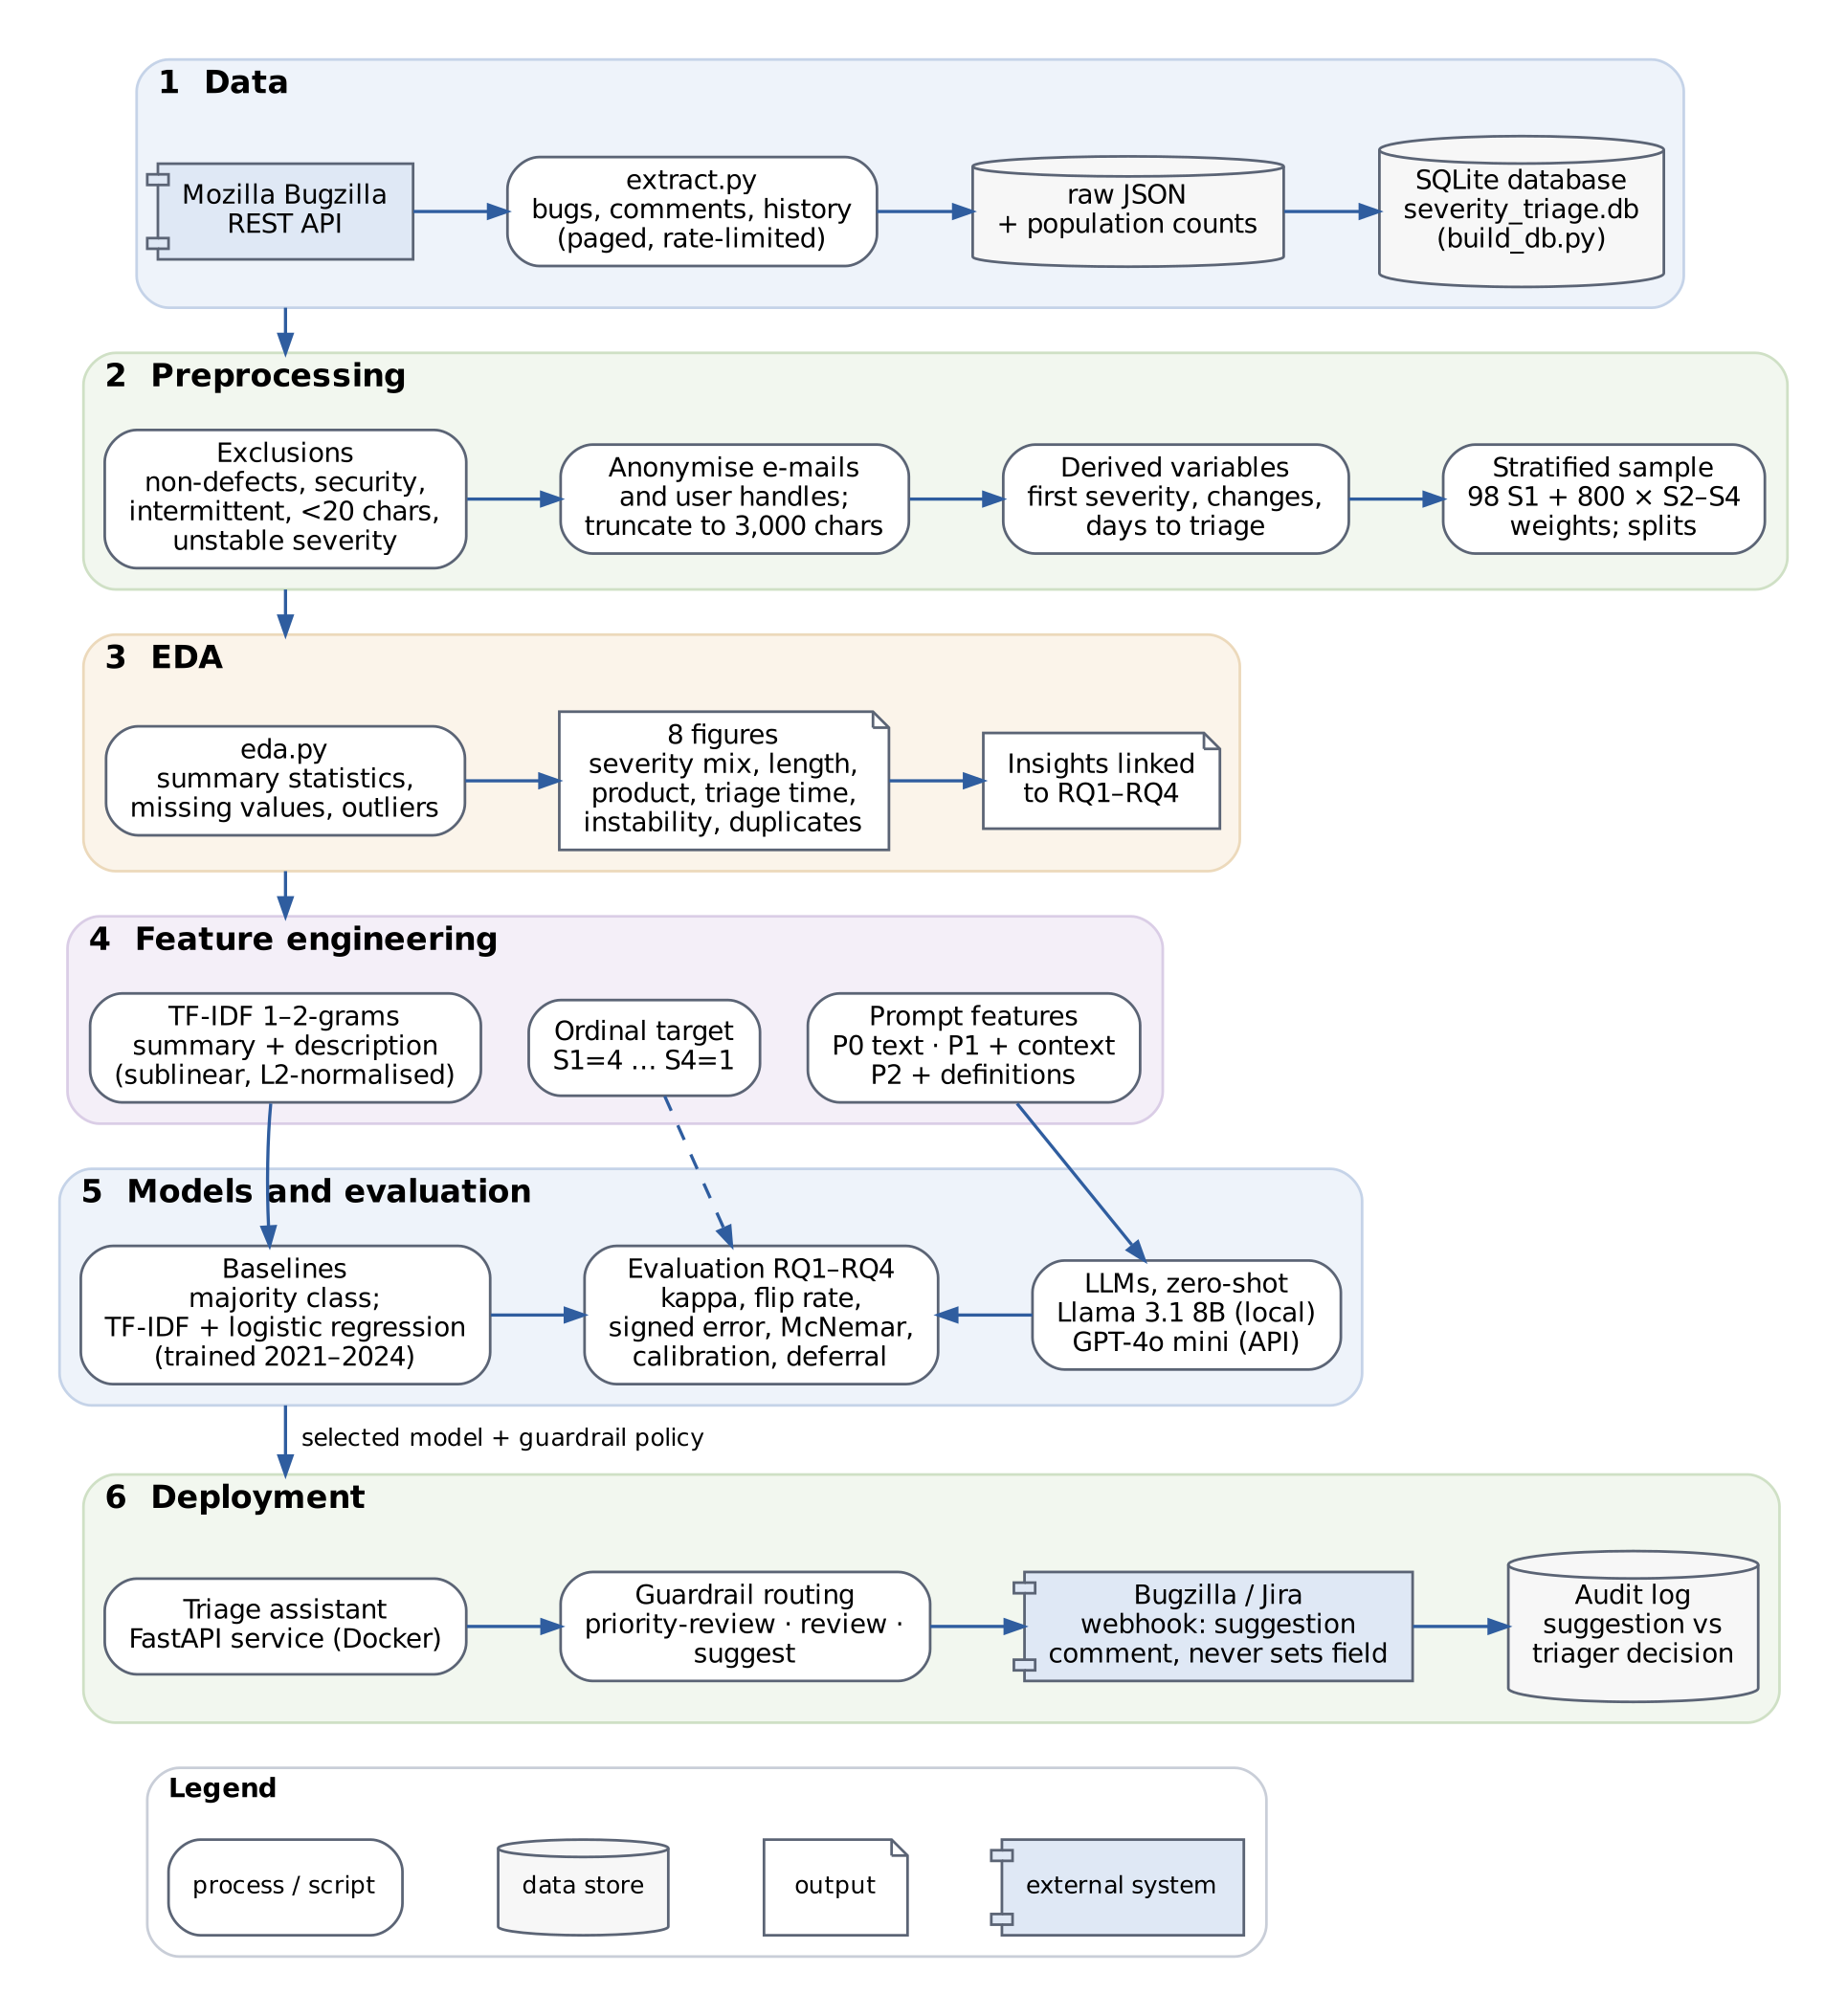 1 Data
Mozilla Bugzilla
REST API
extract.py
bugs, comments, history
(paged, rate-limited)
raw JSON
+ population counts
SQLite database
severity_triage.db
(build_db.py)
2 Preprocessing
Exclusions
non-defects, security,
intermittent, <20 chars,
unstable severity
Anonymise e-mails
and user handles;
truncate to 3,000 chars
Derived variables
first severity, changes,
days to triage
Stratified sample
98 S1 + 800 × S2–S4
weights; splits
3 EDA
eda.py
summary statistics,
missing values, outliers
8 figures
severity mix, length,
product, triage time,
instability, duplicates
Insights linked
to RQ1–RQ4
4 Feature engineering
TF-IDF 1–2-grams
summary + description
(sublinear, L2-normalised)
Ordinal target
S1=4 … S4=1
Prompt features
P0 text · P1 + context
P2 + definitions
5 Models and evaluation
Baselines
majority class;
TF-IDF + logistic regression
(trained 2021–2024)
Evaluation RQ1–RQ4
kappa, flip rate,
signed error, McNemar,
calibration, deferral
LLMs, zero-shot
Llama 3.1 8B (local)
GPT-4o mini (API)
selected model + guardrail policy
6 Deployment
Triage assistant
FastAPI service (Docker)
Guardrail routing
priority-review · review ·
suggest
Bugzilla / Jira
webhook: suggestion
comment, never sets field
Audit log
suggestion vs
triager decision
Legend
process / script
data store
output
external system